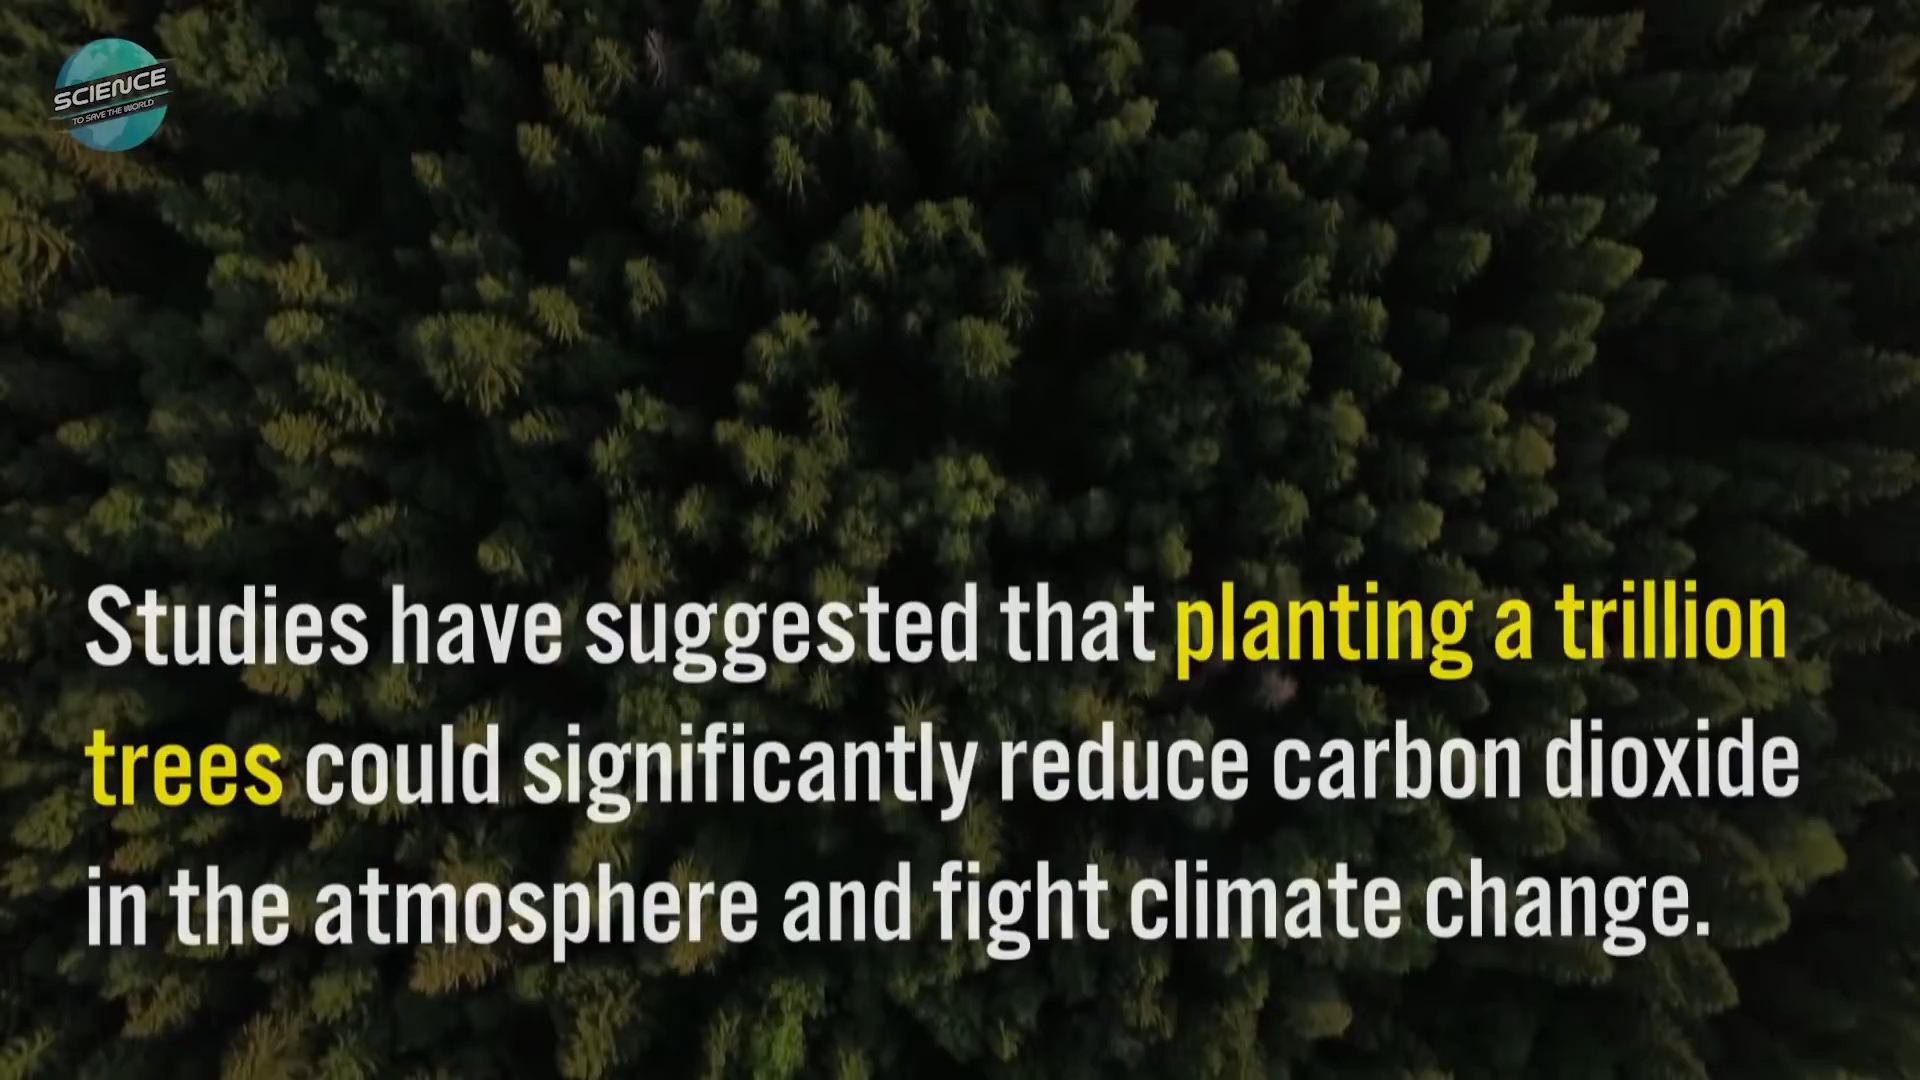 SCIENCE
TO SAVE THE WORLD
Studies have suggested that planting a trillion
trees could significantly reduce carbon dioxide
in the atmosphere and fight climate change.